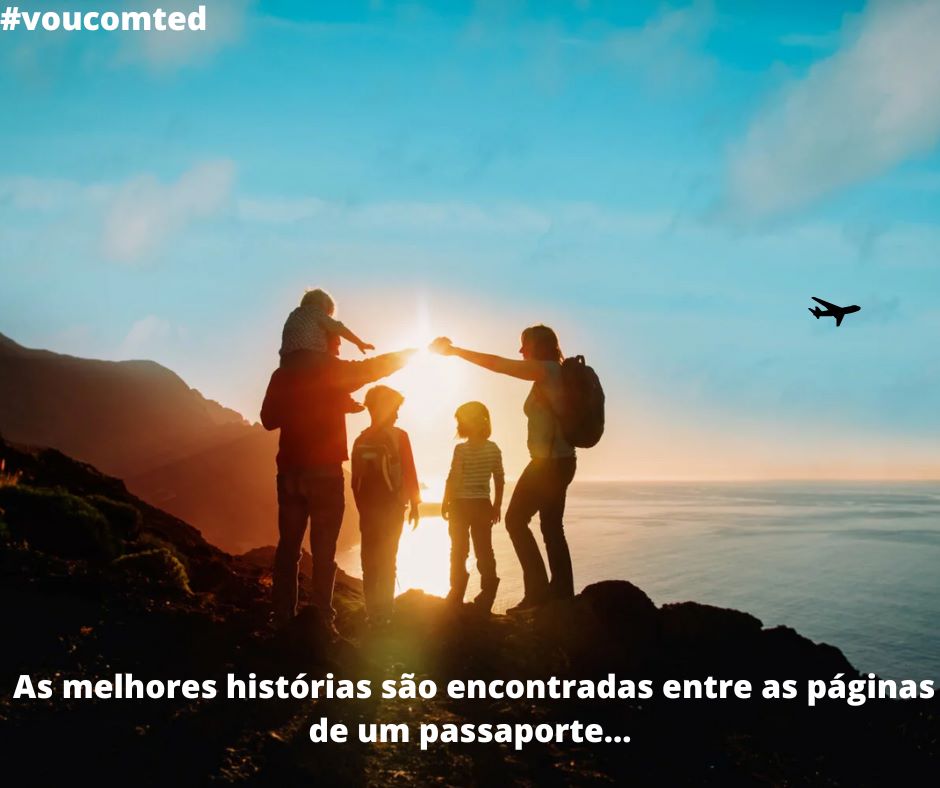 #voucomted
As melhores histórias são encontradas entre as páginas
de um passaporte...